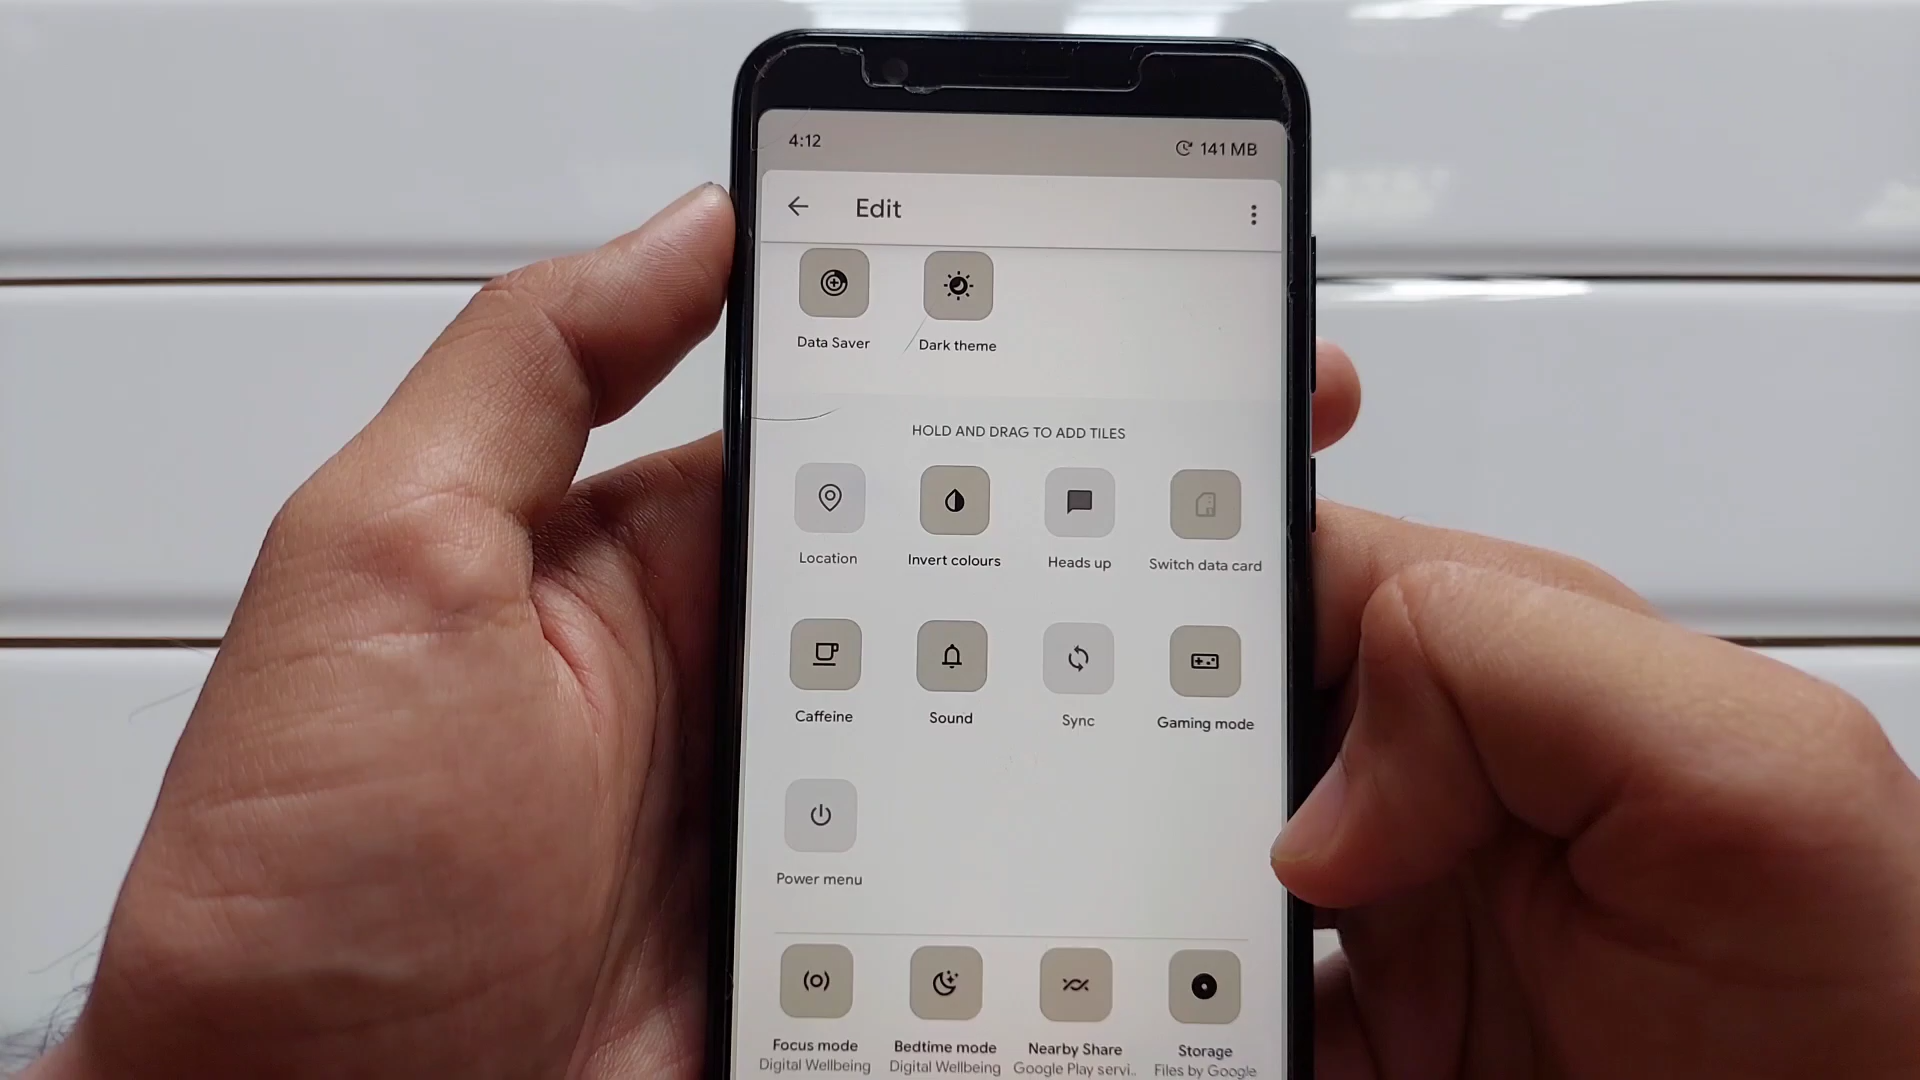 4:12 141 MB
Edit
Data Saver Dark theme
HOLD AND DRAG TO ADD TILES
Location Invert colours Heads up Switch data card
Caffeine Sound Sync Gaming mode
Power menu
Focus mode Bedtime mode Nearby Share Storage
Digital Wellbeing Digital Wellbeing Google Play servi.. Files by Google